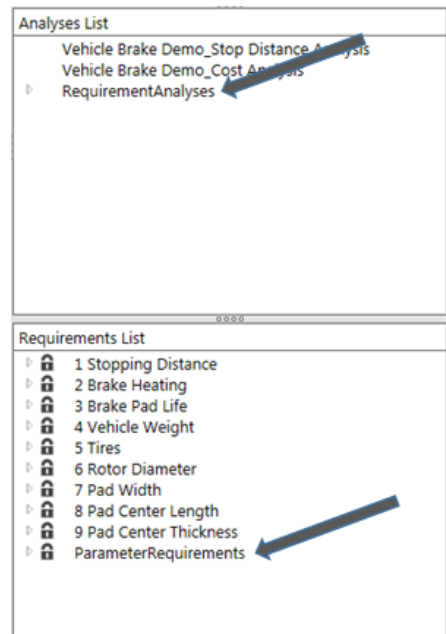 Analyses List
Vehicle Brake Demo_Stop Distance Analysis
Vehicle Brake Demo_Cost Analysis
RequirementAnalyses
Requirements List
1 Stopping Distance
2 Brake Heating
3 Brake Pad Life
4 Vehicle Weight
5 Tires
6 Rotor Diameter
7 Pad Width
8 Pad Center Length
9 Pad Center Thickness
ParameterRequirements